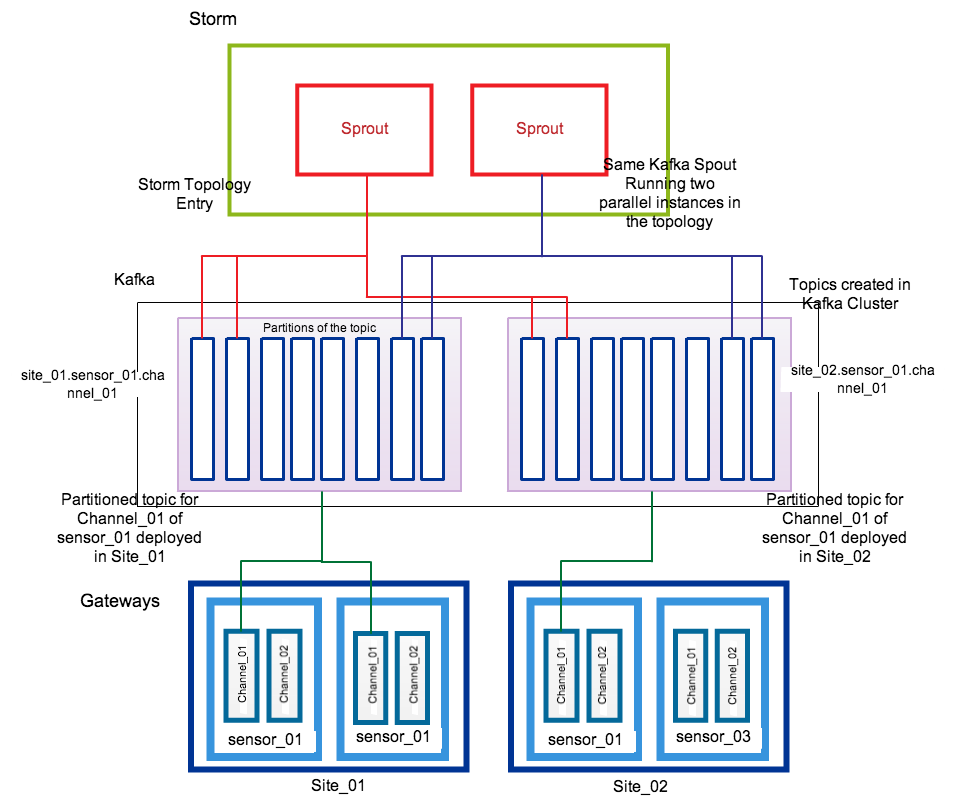 Storm
Sprout
Sprout
Same Kafka Spout
Running two
parallel instances in
the topology
Storm Topology
Entry
Kafka
Topics created in
Kafka Cluster
Partitions of the topic
site_01.sensor_01.cha
nnel_01
site_02.sensor_01.cha
nnel_01
Partitioned topic for
Channel_01 of
sensor_01 deployed
in Site_01
Partitioned topic for
Channel_01 of
sensor_01 deployed
in Site_02
Gateways
Channel_01
Channel_02
Channel_01
Channel_02
Channel_01
Channel_02
Channel_01
Channel_02
sensor_01
sensor_01
sensor_01
sensor_03
Site_01
Site_02